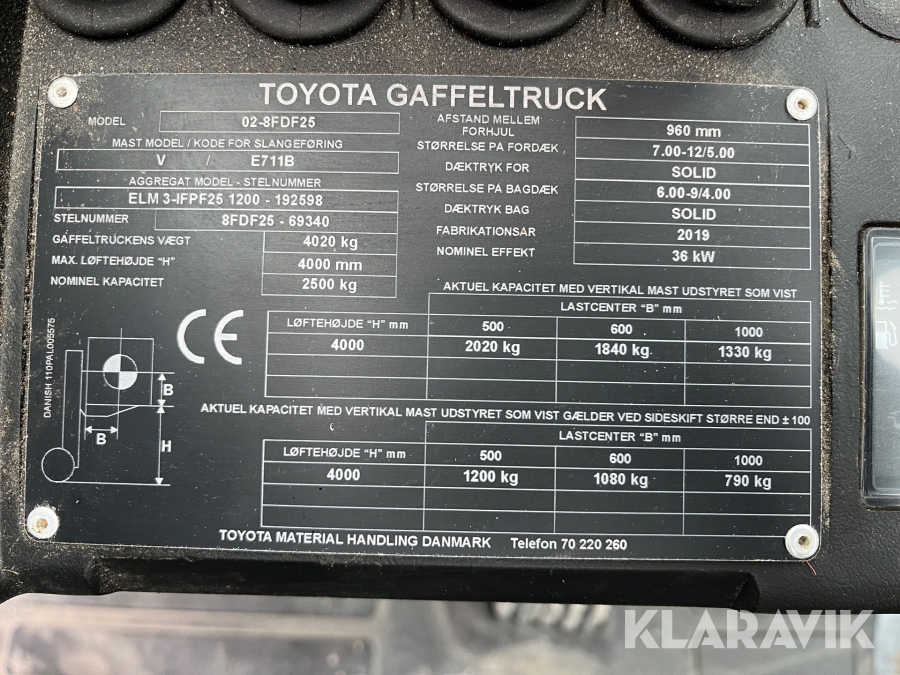 TOYOTA GAFFELTRUCK
MODEL 02-8FDF25
MAST MODEL / KODE FOR SLANGEFØRING
V / E711B
AGGREGAT MODEL - STELNUMMER
ELM 3-IFPF25 1200 - 192598
STELNUMMER 8FDF25 - 69340
GAFFELTRUCKENS VÆGT 4020 kg
MAX. LØFTEHØJDE "H" 4000 mm
NOMINEL KAPACITET 2500 kg
AFSTAND MELLEM
FORHJUL 960 mm
STØRRELSE PÅ FORDÆK 7.00-12/5.00
DÆKTRYK FOR SOLID
STØRRELSE PÅ BAGDÆK 6.00-9/4.00
DÆKTRYK BAG SOLID
FABRIKATIONSÅR 2019
NOMINEL EFFEKT 36 kW
AKTUEL KAPACITET MED VERTIKAL MAST UDSTYRET SOM VIST
LASTCENTER "B" mm
LØFTEHØJDE "H" mm 500 600 1000
4000 2020 kg 1840 kg 1330 kg
DANISH 110PAL005575
B
B
H
CE
AKTUEL KAPACITET MED VERTIKAL MAST UDSTYRET SOM VIST GÆLDER VED SIDESKIFT STØRRE END ± 100
LASTCENTER "B" mm
LØFTEHØJDE "H" mm 500 600 1000
4000 1200 kg 1080 kg 790 kg
TOYOTA MATERIAL HANDLING DANMARK Telefon 70 220 260
KLARAVIK